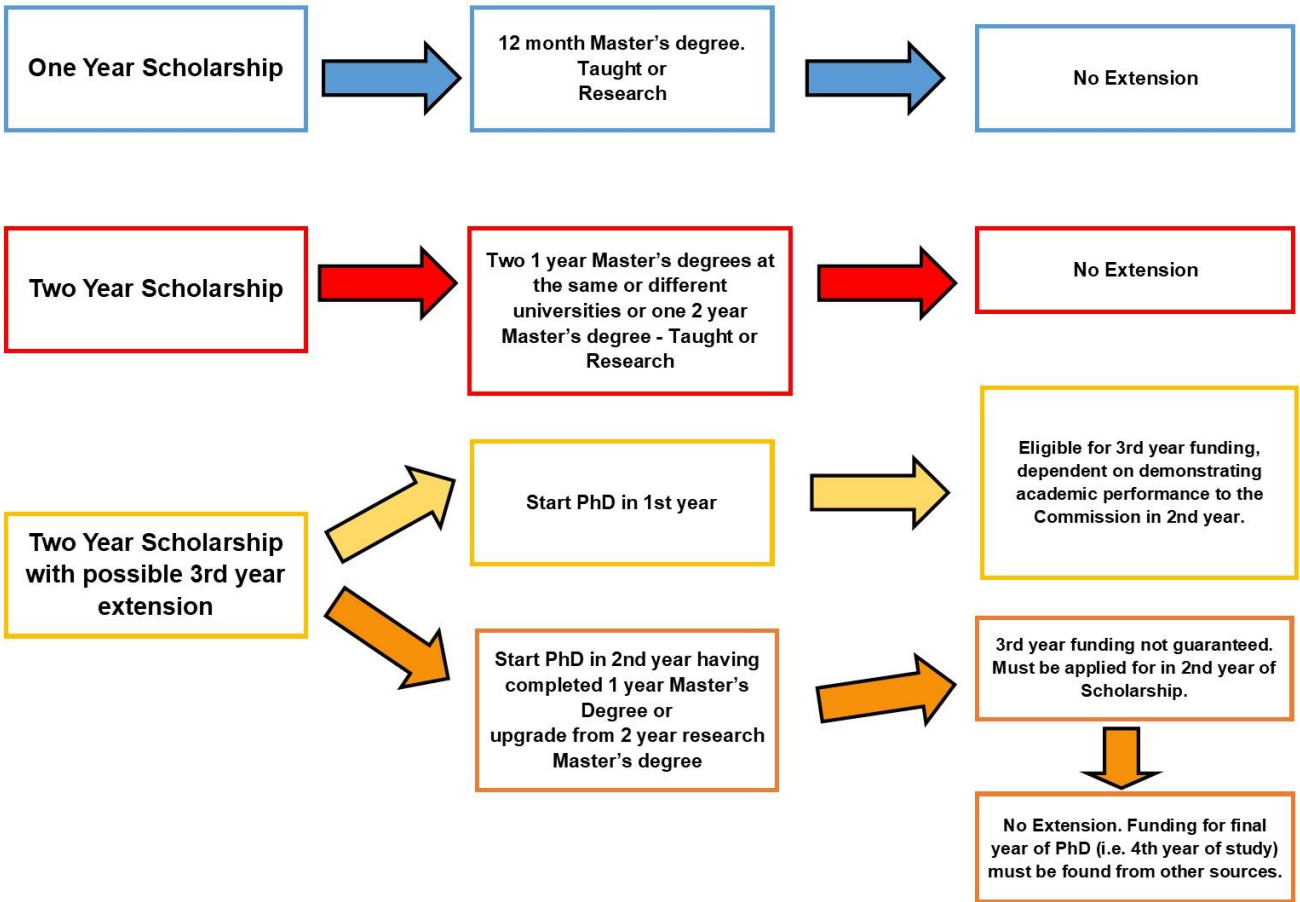 One Year Scholarship
12 month Master's degree.
Taught or
Research
No Extension
Two Year Scholarship
Two 1 year Master's degrees at
the same or different
universities or one 2 year
Master's degree - Taught or
Research
No Extension
Two Year Scholarship
with possible 3rd year
extension
Start PhD in 1st year
Eligible for 3rd year funding,
dependent on demonstrating
academic performance to the
Commission in 2nd year.
Start PhD in 2nd year having
completed 1 year Master's
Degree or
upgrade from 2 year research
Master's degree
3rd year funding not guaranteed.
Must be applied for in 2nd year of
Scholarship.
No Extension. Funding for final
year of PhD (i.e. 4th year of study)
must be found from other sources.